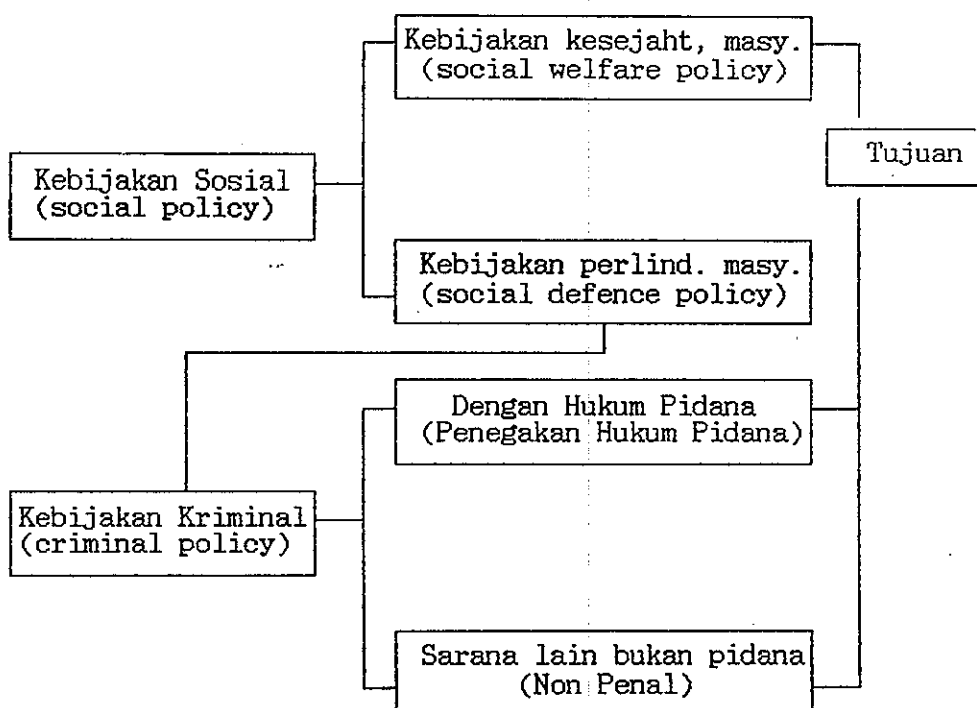 Kebijakan kesejaht, masy.
(social welfare policy)
Tujuan
Kebijakan Sosial
(social policy)
Kebijakan perlind. masy.
(social defence policy)
Dengan Hukum Pidana
(Penegakan Hukum Pidana)
Kebijakan Kriminal
(criminal policy)
Sarana lain bukan pidana
(Non Penal)